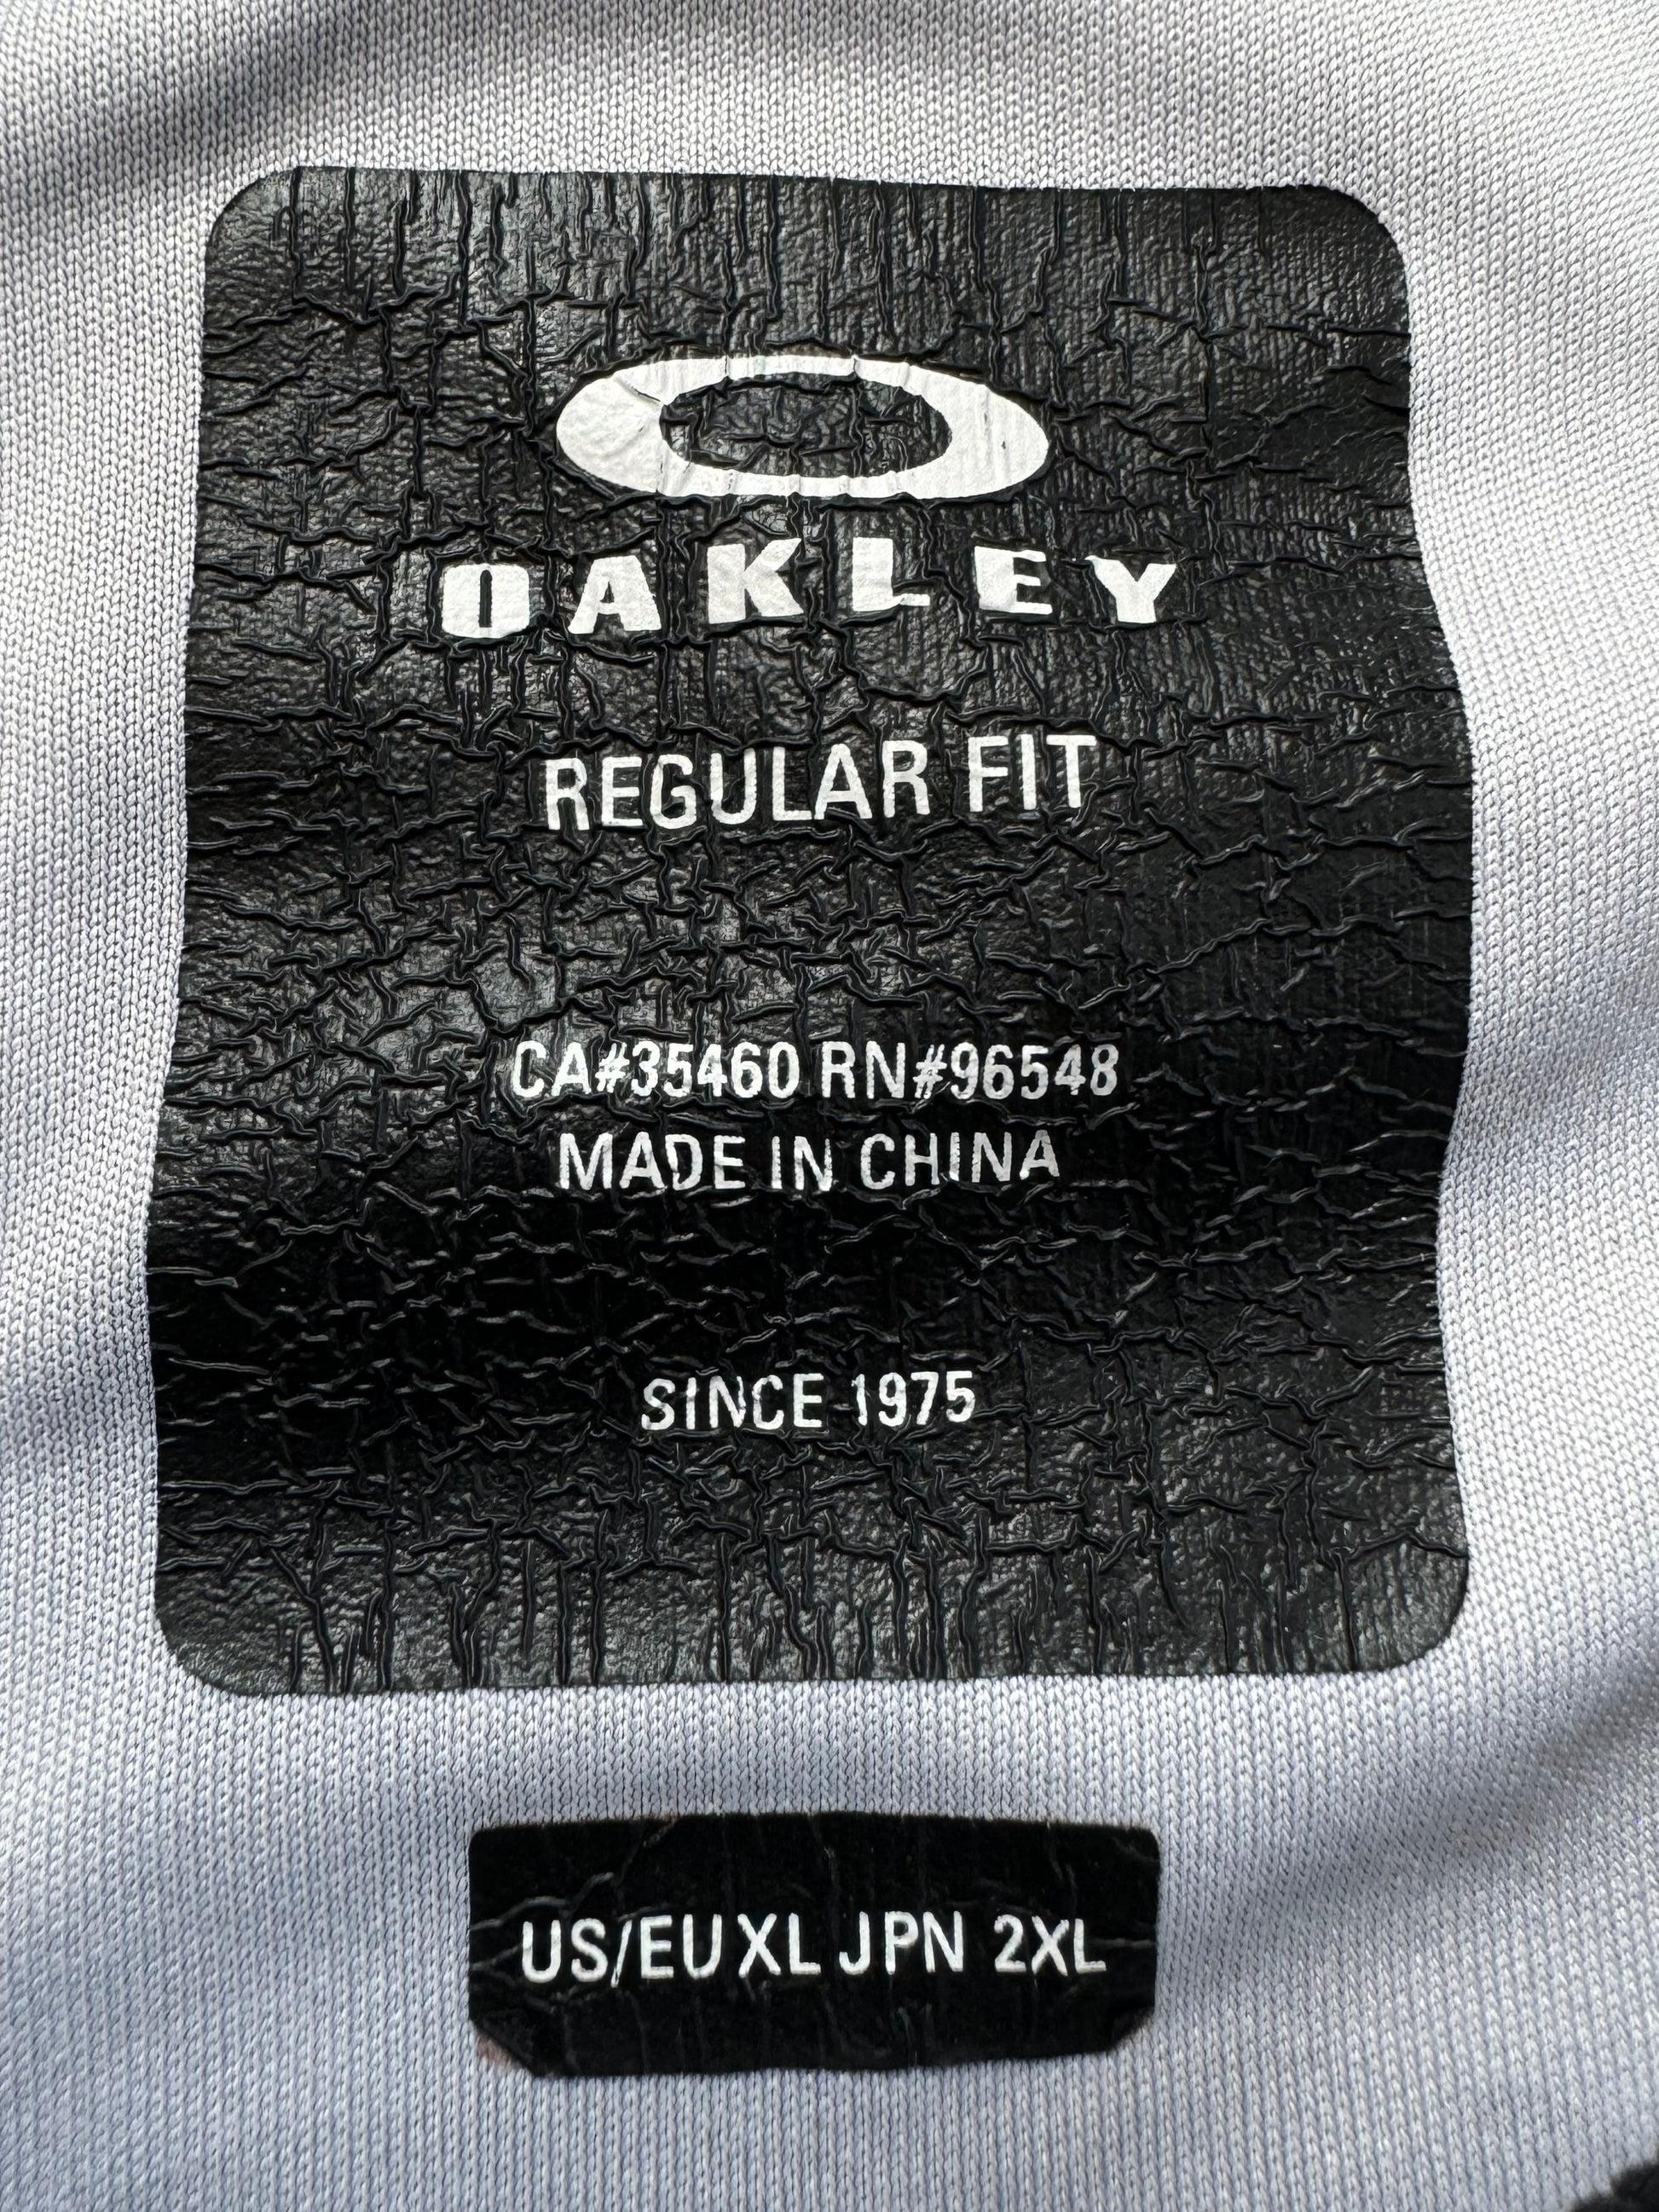 OAKLEY
REGULAR FIT
CA#35460 RN#96548
MADE IN CHINA
SINCE 1975
US/EU XL JPN 2XL